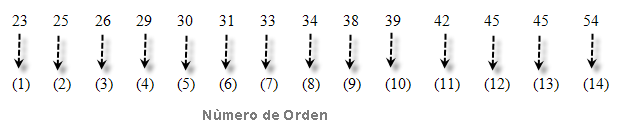 23 25 26 29 30 31 33 34 38 39 42 45 45 54
(1) (2) (3) (4) (5) (6) (7) (8) (9) (10) (11) (12) (13) (14)
Nùmero de Orden